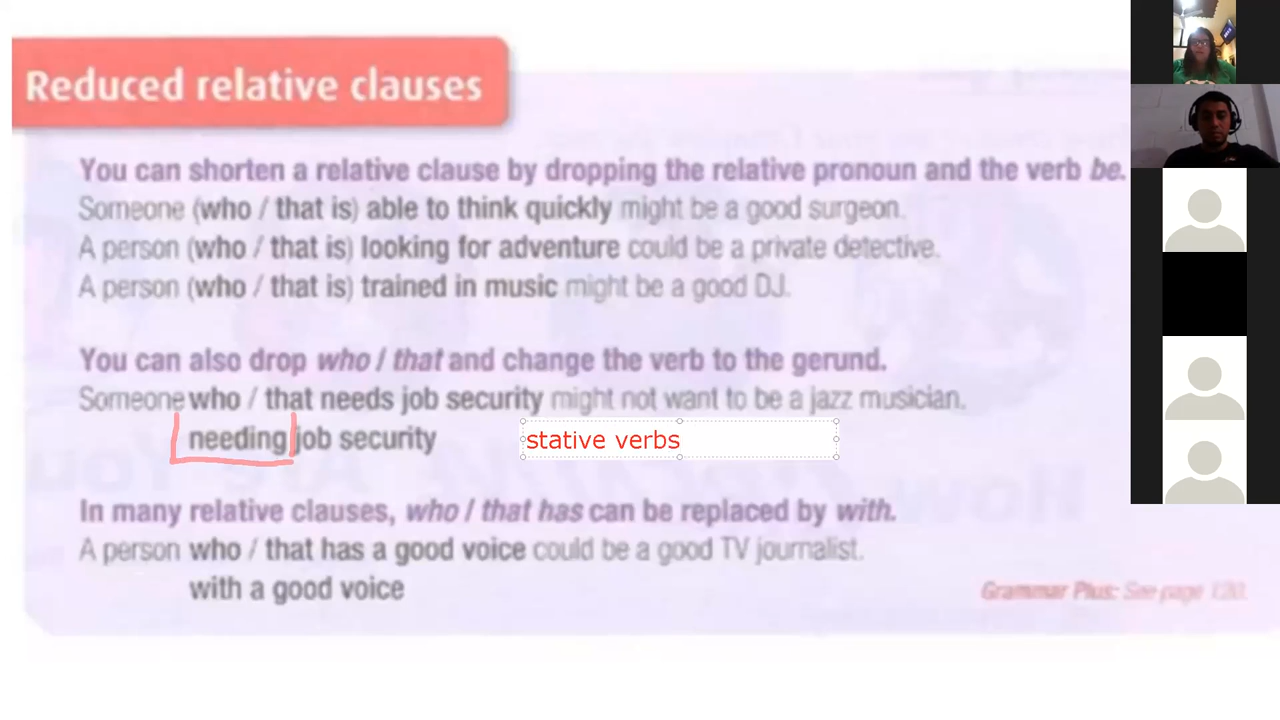 Reduced relative clauses
You can shorten a relative clause by dropping the relative pronoun and the verb be.
Someone (who / that is) able to think quickly might be a good surgeon.
A person (who / that is) looking for adventure could be a private detective.
A person (who / that is) trained in music might be a good DJ.
You can also drop who / that and change the verb to the gerund.
Someone who / that needs job security might not want to be a jazz musician.
needing job security stative verbs
In many relative clauses, who / that has can be replaced by with.
A person who / that has a good voice could be a good TV journalist.
with a good voice
Grammar Plus: See page 120.